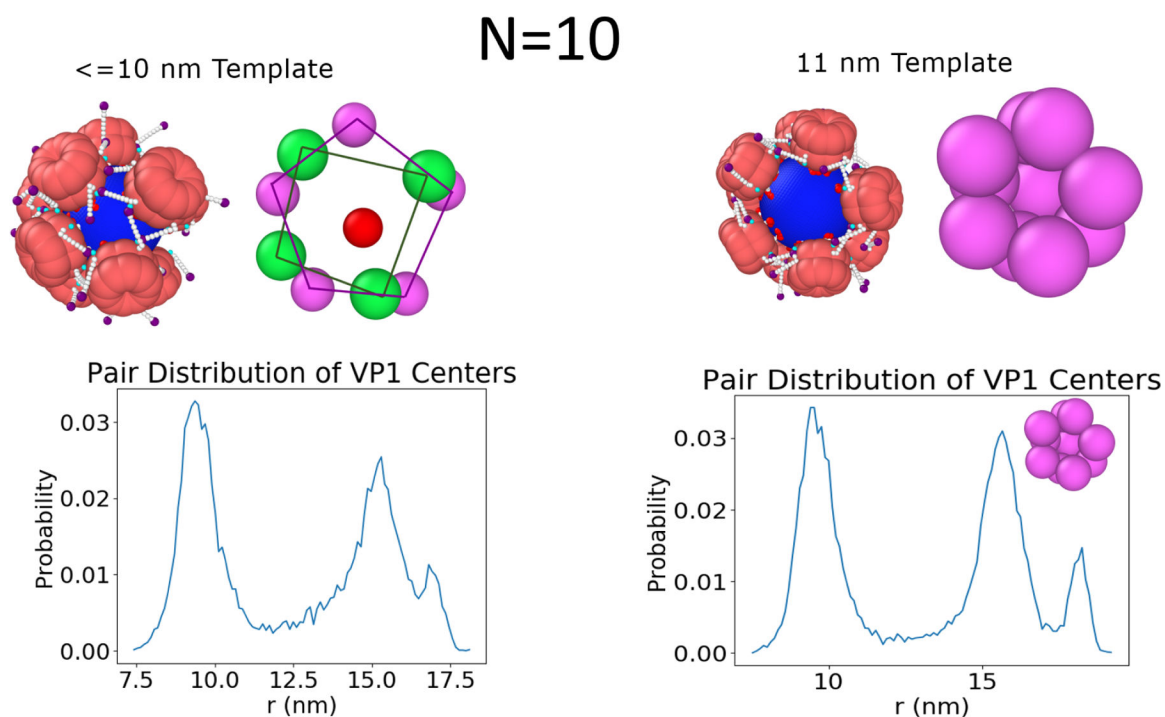 N=10
<=10 nm Template
11 nm Template
Pair Distribution of VP1 Centers
Probability
0.03
0.02
0.01
0.00
7.5 10.0 12.5 15.0 17.5
r (nm)
Pair Distribution of VP1 Centers
Probability
0.03
0.02
0.01
0.00
10 15
r (nm)